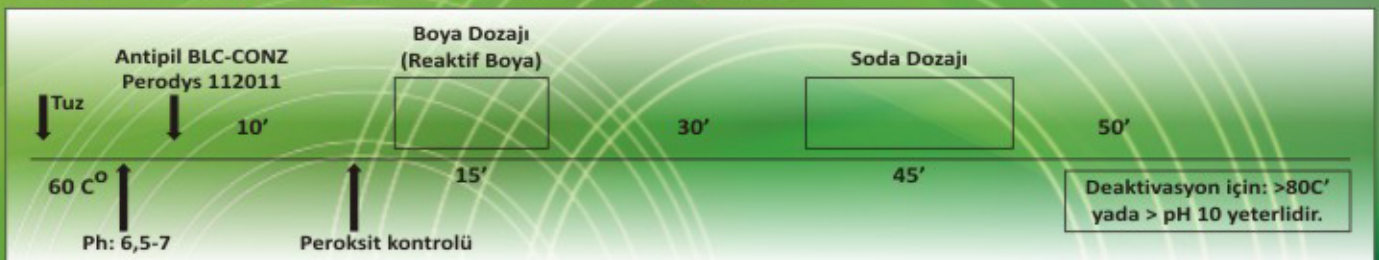 Boya Dozajı
(Reaktif Boya)
Antipil BLC-CONZ
Perodys 112011
Soda Dozajı
Tuz
10’
30’
50’
60 C⁰
15’
45’
Deaktivasyon için: >80C’
yada > pH 10 yeterlidir.
Ph: 6,5-7
Peroksit kontrolü